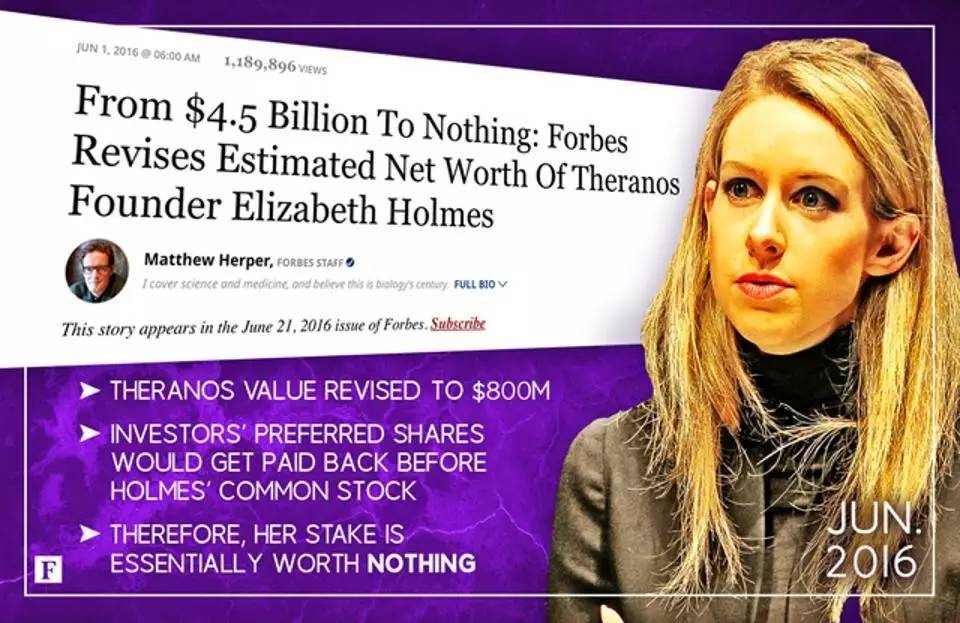 JUN 1, 2016 @ 06:00 AM 1,189,896 VIEWS
From $4.5 Billion To Nothing: Forbes
Revises Estimated Net Worth Of Theranos
Founder Elizabeth Holmes
Matthew Herper, FORBES STAFF
I cover science and medicine, and believe this is biology's century. FULL BIO
This story appears in the June 21, 2016 issue of Forbes. Subscribe
➤ THERANOS VALUE REVISED TO $800M
➤ INVESTORS' PREFERRED SHARES
WOULD GET PAID BACK BEFORE
HOLMES' COMMON STOCK
➤ THEREFORE, HER STAKE IS
ESSENTIALLY WORTH NOTHING
F
JUN.
2016